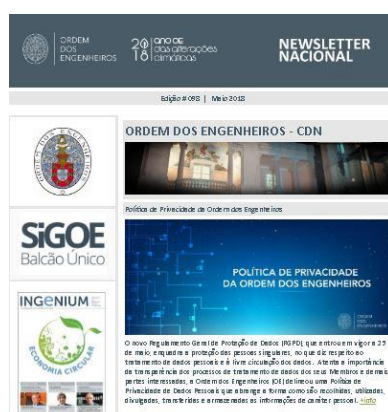 ORDEM
DOS
ENGENHEIROS
2018
ano DE
das alterações
climáticas
NEWSLETTER
NACIONAL
Edição #098 | Maio 2018
ORDEM DOS ENGENHEIROS - CDN
Política de Privacidade da Ordem dos Engenheiros
SiGOE
Balcão Único
POLÍTICA DE PRIVACIDADE
DA ORDEM DOS ENGENHEIROS
INGENIUM
ECONOMIA CIRCULAR
O novo Regulamento Geral de Proteção de Dados (RGPD), que entrou em vigor a 25
de maio, enquadra a proteção das pessoas singulares, no que diz respeito ao
tratamento de dados pessoais e à livre circulação dos dados. Atenta a importância
da transparência dos processos de tratamento de dados dos seus Membros e demais
partes interessadas, a Ordem dos Engenheiros (OE) delineou uma Política de
Privacidade de Dados Pessoais que abrange a forma como são recolhidas, utilizadas,
divulgadas, transferidas e armazenadas as informações de caráter pessoal. +info